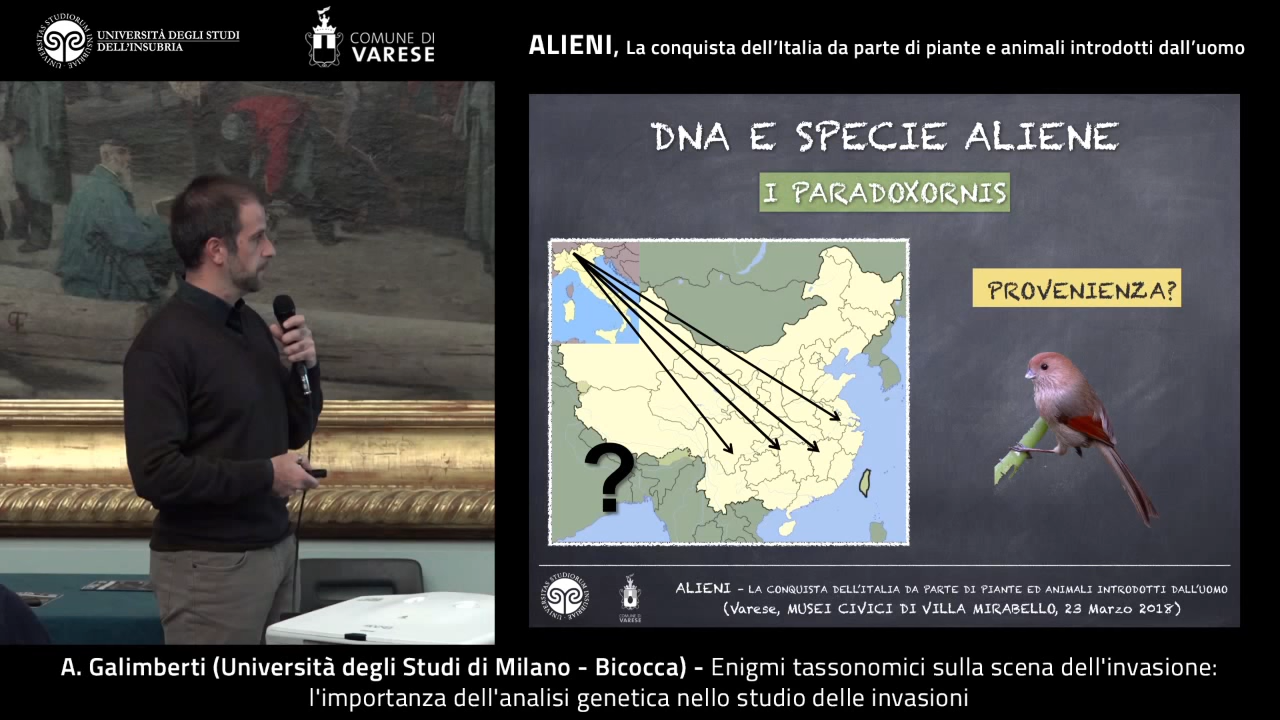 UNIVERSITÀ DEGLI STUDI
DELL'INSUBRIA
COMUNE DI
VARESE
ALIENI, La conquista dell'Italia da parte di piante e animali introdotti dall'uomo
DNA E SPECIE ALIENE
I PARADOXORNIS
PROVENIENZA?
?
ALIENI - LA CONQUISTA DELL'ITALIA DA PARTE DI PIANTE ED ANIMALI INTRODOTTI DALL'UOMO
(Varese, MUSEI CIVICI DI VILLA MIRABELLO, 23 Marzo 2018)
COMUNE DI
VARESE
A. Galimberti (Università degli Studi di Milano - Bicocca) - Enigmi tassonomici sulla scena dell'invasione:
l'importanza dell'analisi genetica nello studio delle invasioni